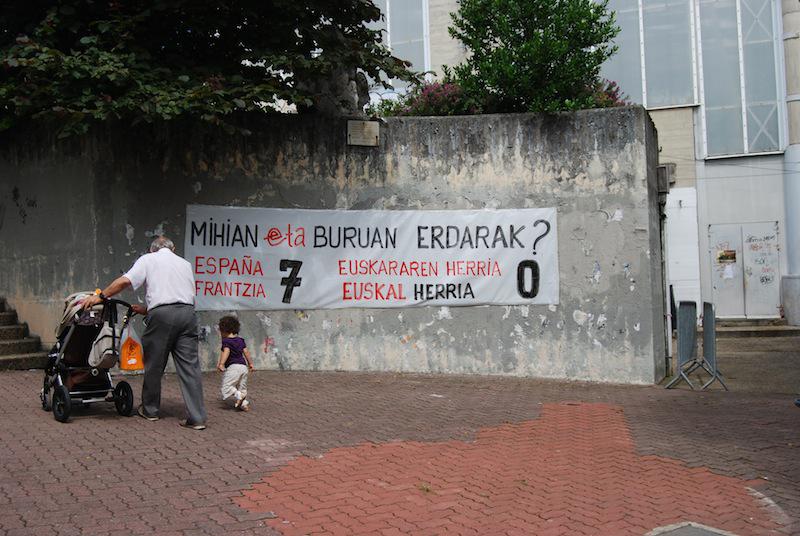 MiHiAN eta BURUAN ERDARAK?
ESPAÑA 7 EUSKARAREN HERRIA 0
FRANTZIA EUSKAL HERRIA